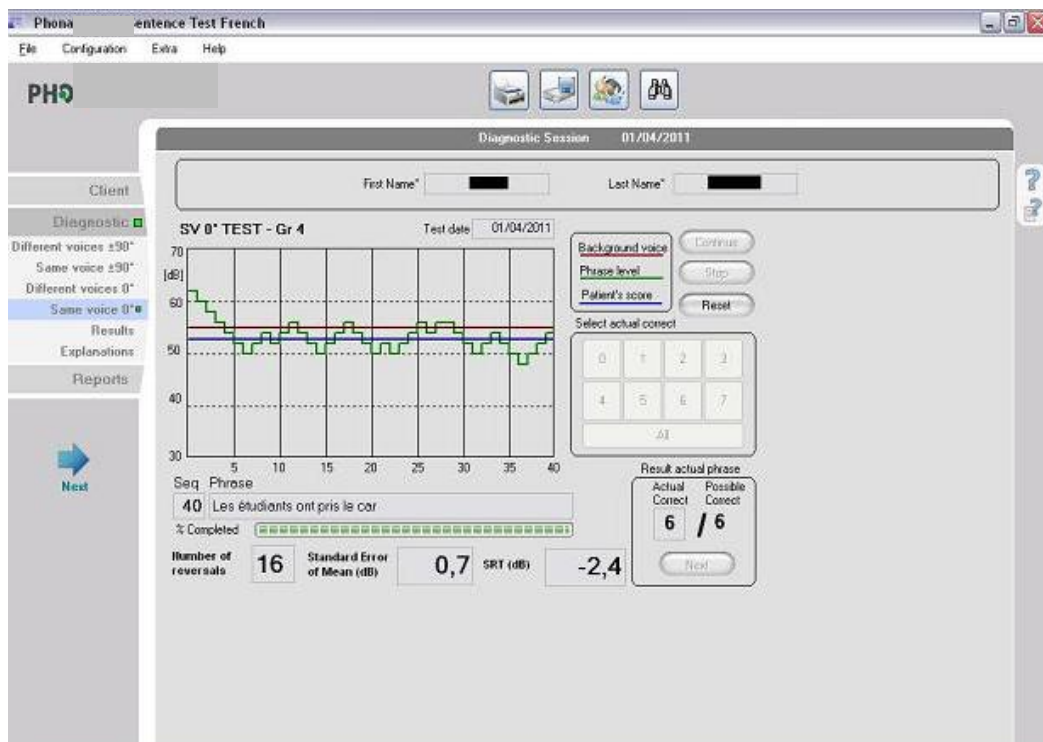 Phona entence Test French
File Configuration Extra Help
PHO
Diagnostic Session 01/04/2011
First Name* Last Name*
Client
Diagnostic
Different voices ±90°
Same voice ±90°
Different voices 0°
Same voice 0°
Results
Explanations
Reports
Next
SV 0° TEST - Gr 4 Test date 01/04/2011
70
[dB]
60
50
40
30
5 10 15 20 25 30 35 40
Background voice
Phrase level
Patient's score
Continue
Stop
Reset
Select actual correct
0 1 2 3
4 5 6 7
All
Seq Phrase
40 Les étudiants ont pris le car
% Completed
Number of reversals 16 Standard Error of Mean (dB) 0,7 SRT (dB) -2,4
Result actual phrase
Actual Correct Possible Correct
6 / 6
Next